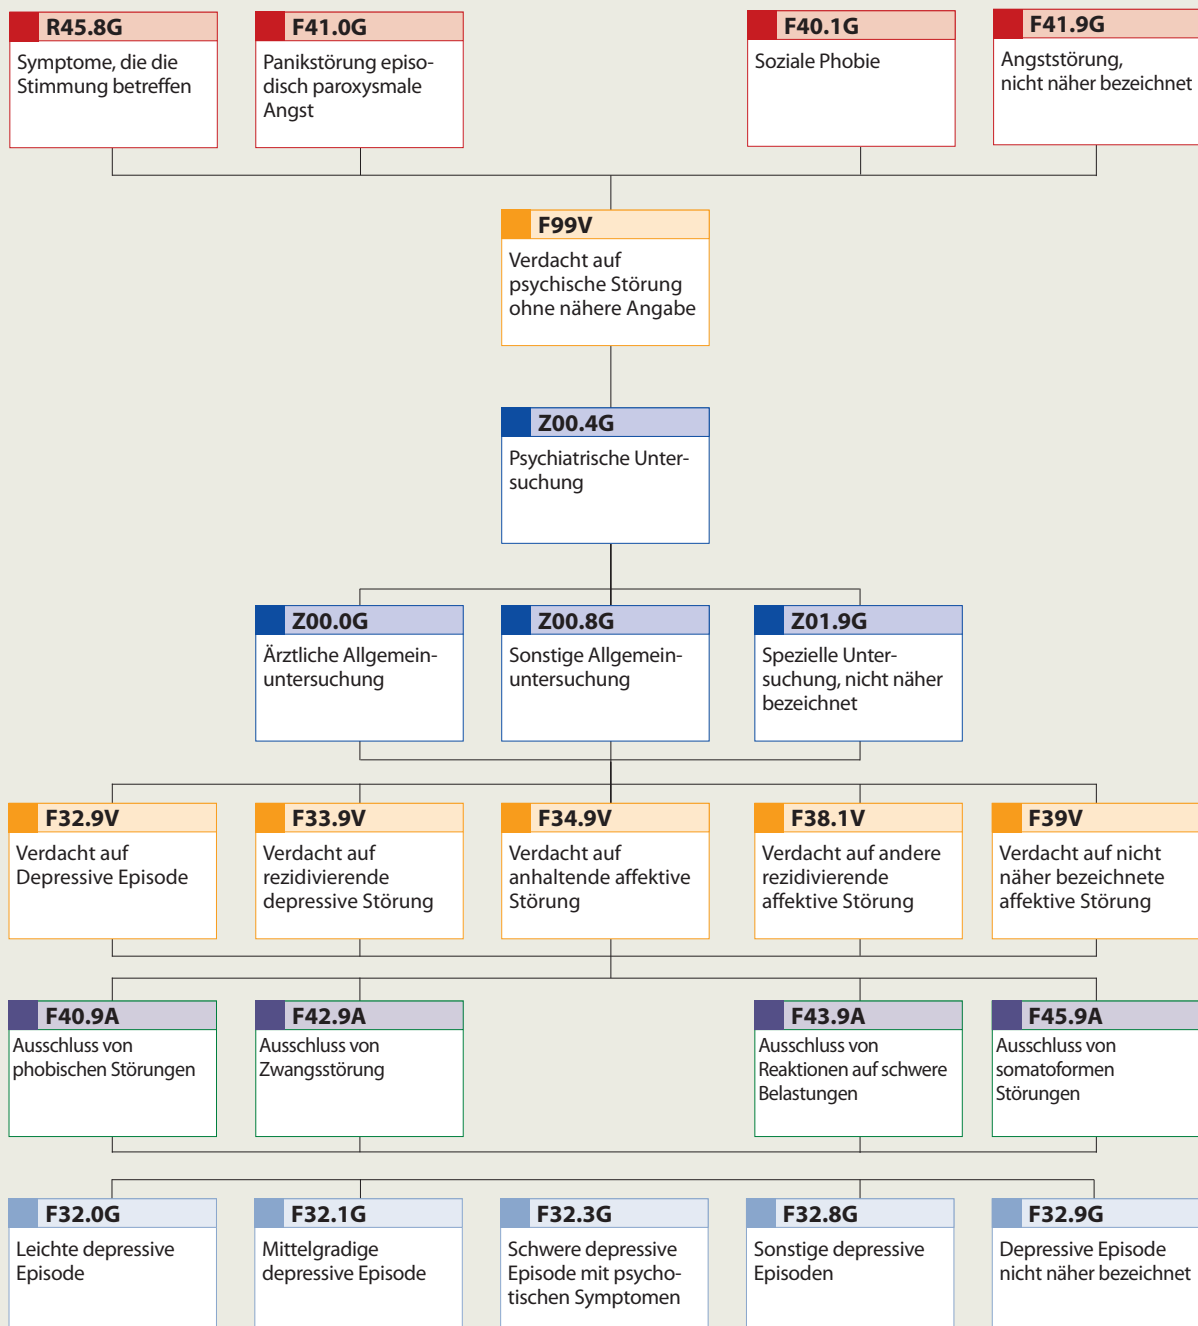 R45.8G
Symptome, die die
Stimmung betreffen
F41.0G
Panikstörung episo-
disch paroxysmale
Angst
F40.1G
Soziale Phobie
F41.9G
Angststörung,
nicht näher bezeichnet
F99V
Verdacht auf
psychische Störung
ohne nähere Angabe
Z00.4G
Psychiatrische Unter-
suchung
Z00.0G
Ärztliche Allgemein-
untersuchung
Z00.8G
Sonstige Allgemein-
untersuchung
Z01.9G
Spezielle Unter-
suchung, nicht näher
bezeichnet
F32.9V
Verdacht auf
Depressive Episode
F33.9V
Verdacht auf
rezidivierende
depressive Störung
F34.9V
Verdacht auf
anhaltende affektive
Störung
F38.1V
Verdacht auf andere
rezidivierende
affektive Störung
F39V
Verdacht auf nicht
näher bezeichnete
affektive Störung
F40.9A
Ausschluss von
phobischen Störungen
F42.9A
Ausschluss von
Zwangsstörung
F43.9A
Ausschluss von
Reaktionen auf schwere
Belastungen
F45.9A
Ausschluss von
somatoformen
Störungen
F32.0G
Leichte depressive
Episode
F32.1G
Mittelgradige
depressive Episode
F32.3G
Schwere depressive
Episode mit psycho-
tischen Symptomen
F32.8G
Sonstige depressive
Episoden
F32.9G
Depressive Episode
nicht näher bezeichnet